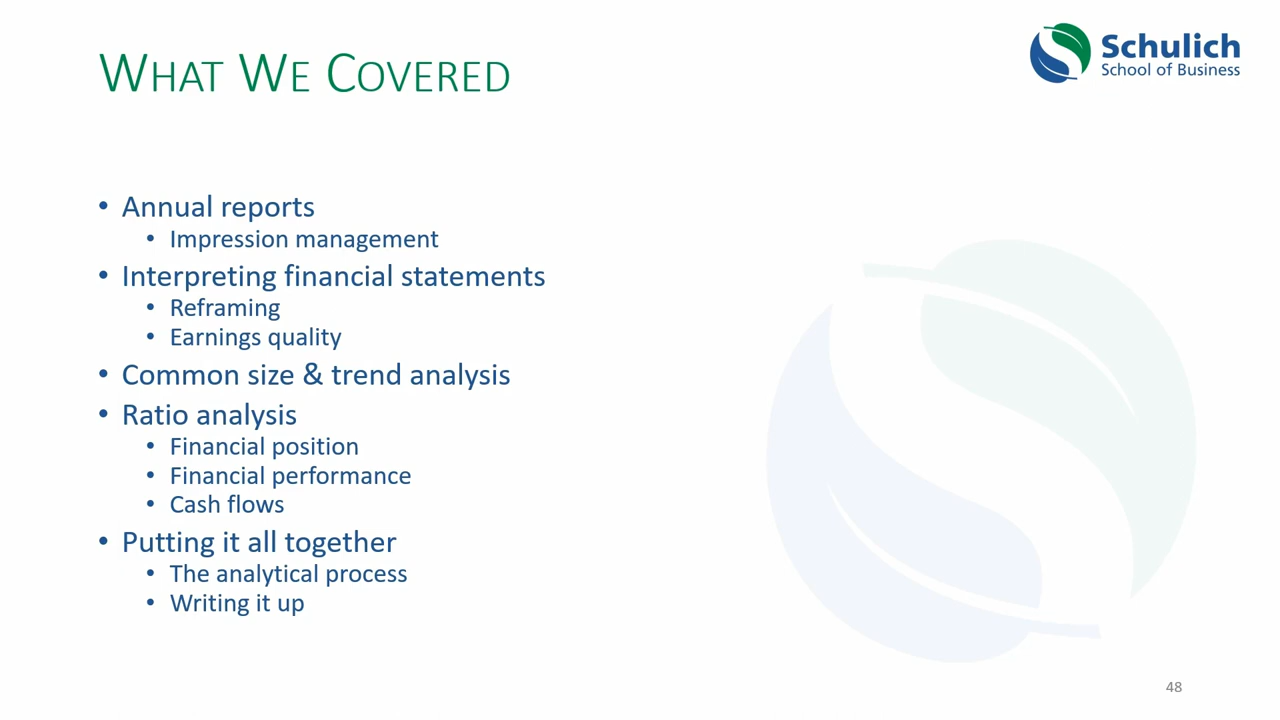 WHAT WE COVERED
Schulich
School of Business
• Annual reports
• Impression management
• Interpreting financial statements
• Reframing
• Earnings quality
• Common size & trend analysis
• Ratio analysis
• Financial position
• Financial performance
• Cash flows
• Putting it all together
• The analytical process
• Writing it up
48